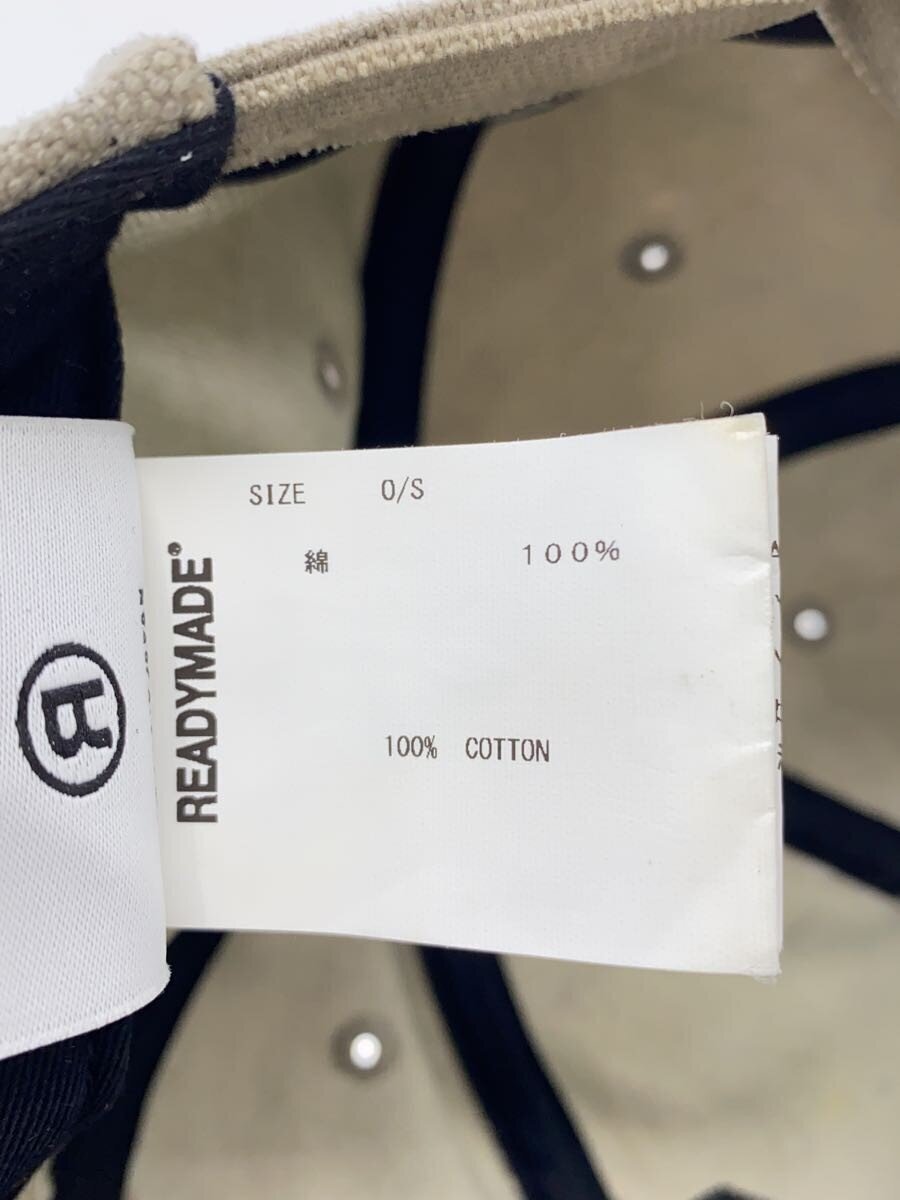 SIZE O/S
綿 100%
100% COTTON
READYMADE®
R